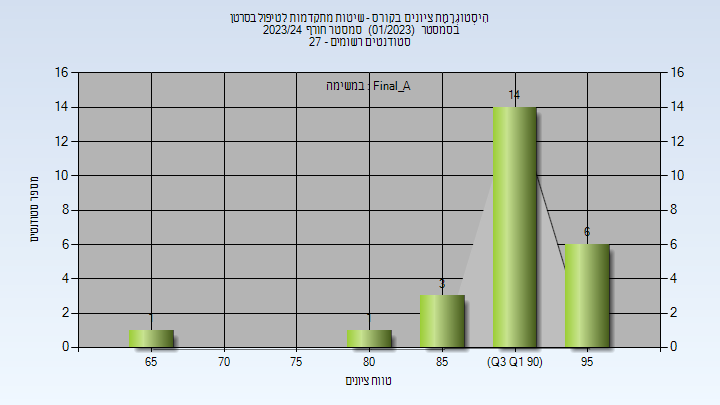 היסטוגרמת ציונים בקורס - שיטות מתקדמות לטיפול בסרטן
בסמסטר (01/2023) סמסטר חורף 2023/24
סטודנטים רשומים - 27
במשימה : Final_A
מספר סטודנטים
16 16
14 14
12 12
10 10
8 8
6 6
4 4
2 2
0 0
1 1 3 14 6
65 70 75 80 85 (Q3 Q1 90) 95
טווח ציונים